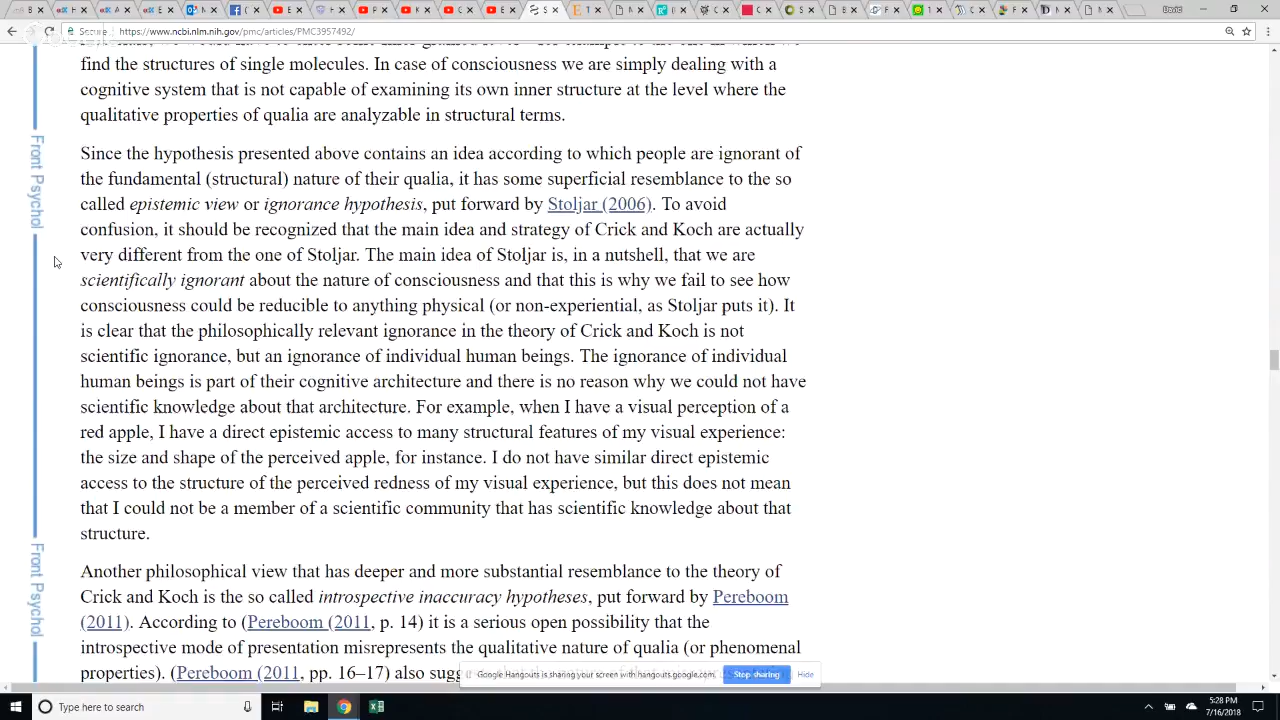 Secure
https://www.ncbi.nlm.nih.gov/pmc/articles/PMC3957492/
find the structures of single molecules. In case of consciousness we are simply dealing with a
cognitive system that is not capable of examining its own inner structure at the level where the
qualitative properties of qualia are analyzable in structural terms.
Since the hypothesis presented above contains an idea according to which people are ignorant of
the fundamental (structural) nature of their qualia, it has some superficial resemblance to the so
called epistemic view or ignorance hypothesis, put forward by Stoljar (2006). To avoid
confusion, it should be recognized that the main idea and strategy of Crick and Koch are actually
very different from the one of Stoljar. The main idea of Stoljar is, in a nutshell, that we are
scientifically ignorant about the nature of consciousness and that this is why we fail to see how
consciousness could be reducible to anything physical (or non-experiential, as Stoljar puts it). It
is clear that the philosophically relevant ignorance in the theory of Crick and Koch is not
scientific ignorance, but an ignorance of individual human beings. The ignorance of individual
human beings is part of their cognitive architecture and there is no reason why we could not have
scientific knowledge about that architecture. For example, when I have a visual perception of a
red apple, I have a direct epistemic access to many structural features of my visual experience:
the size and shape of the perceived apple, for instance. I do not have similar direct epistemic
access to the structure of the perceived redness of my visual experience, but this does not mean
that I could not be a member of a scientific community that has scientific knowledge about that
structure.
Another philosophical view that has deeper and more substantial resemblance to the theory of
Crick and Koch is the so called introspective inaccuracy hypotheses, put forward by Pereboom
(2011). According to (Pereboom (2011, p. 14) it is a serious open possibility that the
introspective mode of presentation misrepresents the qualitative nature of qualia (or phenomenal
properties). (Pereboom (2011, pp. 16–17) also
Front Psychol
Front Psychol
Google Hangouts is sharing your screen with hangouts.google.com.
Stop sharing
Hide
Type here to search
5:28 PM
7/16/2018